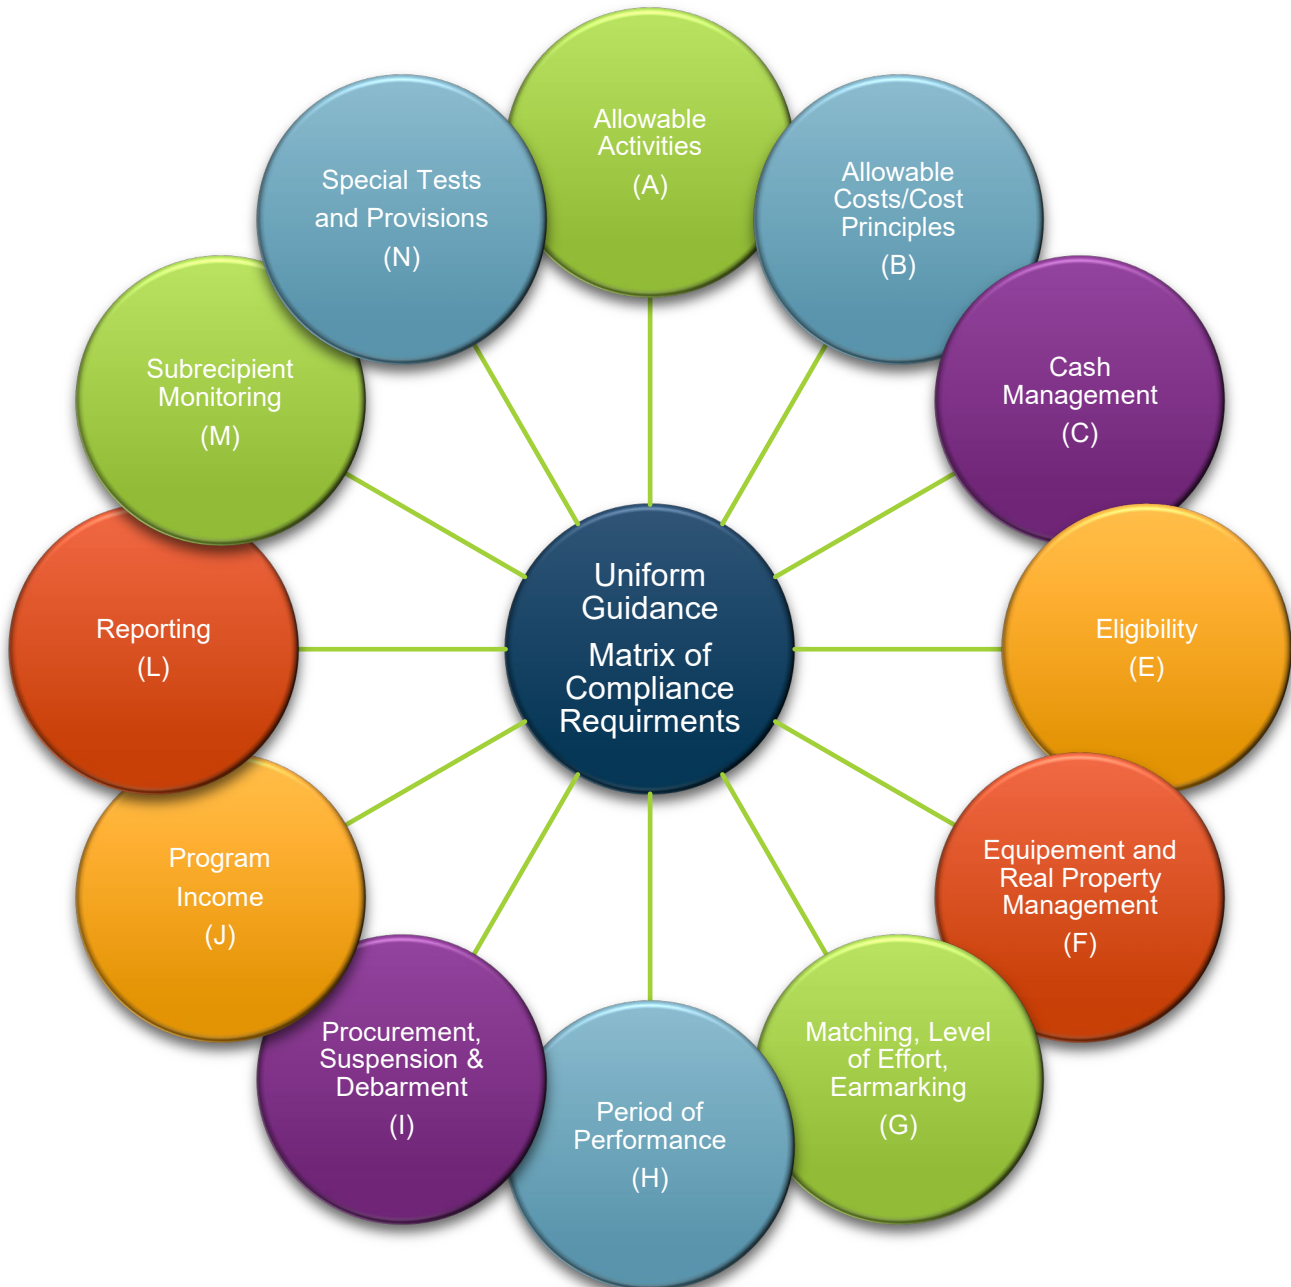 Allowable
Activities
(A)
Allowable
Costs/Cost
Principles
(B)
Cash
Management
(C)
Eligibility
(E)
Equipement and
Real Property
Management
(F)
Matching, Level
of Effort,
Earmarking
(G)
Period of
Performance
(H)
Procurement,
Suspension &
Debarment
(I)
Program
Income
(J)
Reporting
(L)
Subrecipient
Monitoring
(M)
Special Tests
and Provisions
(N)
Uniform
Guidance
Matrix of
Compliance
Requirments